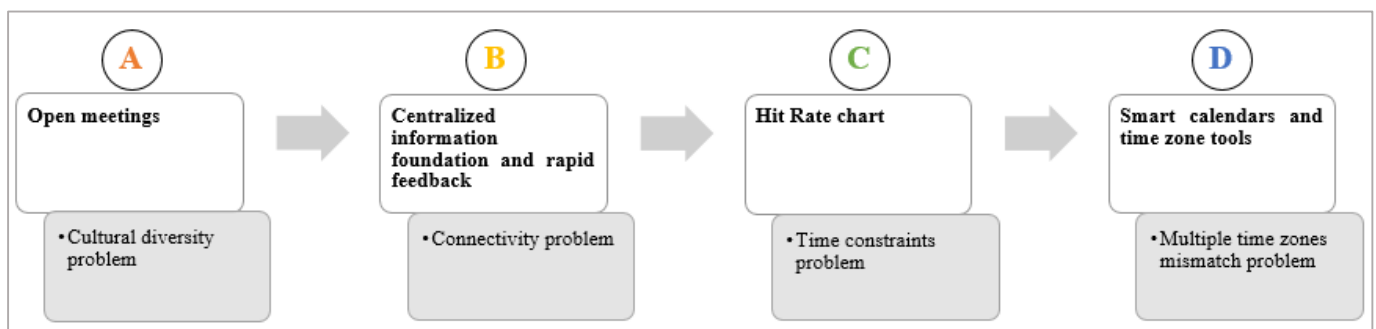 A
Open meetings
• Cultural diversity
problem
B
Centralized
information
foundation and rapid
feedback
• Connectivity problem
C
Hit Rate chart
• Time constraints
problem
D
Smart calendars and
time zone tools
• Multiple time zones
mismatch problem